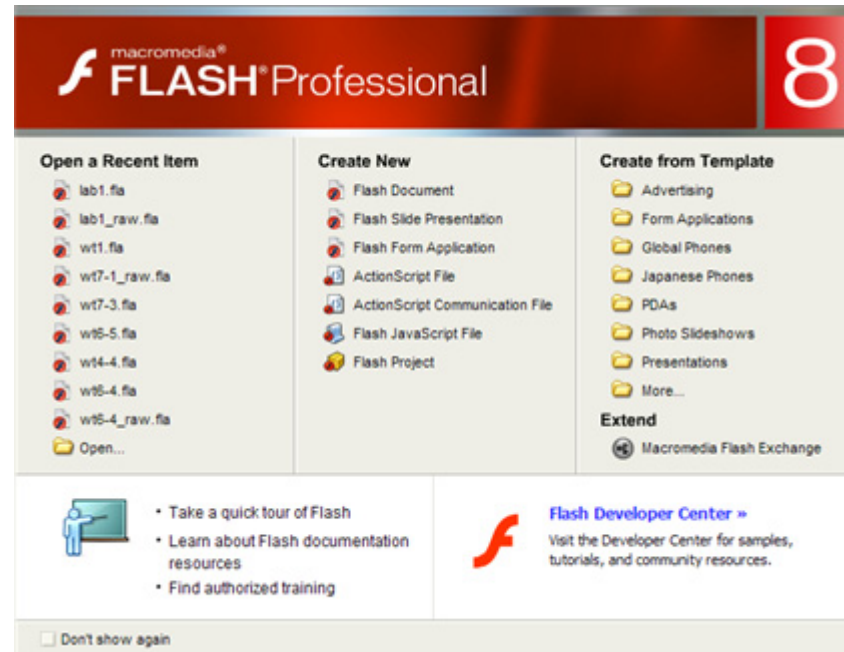 macromedia®
FLASH® Professional
8
Open a Recent Item
lab1.fla
lab1_raw.fla
wt1.fla
wt7-1_raw.fla
wt7-3.fla
wt6-5.fla
wt4-4.fla
wt6-4.fla
wt6-4_raw.fla
Open...
Create New
Flash Document
Flash Slide Presentation
Flash Form Application
ActionScript File
ActionScript Communication File
Flash JavaScript File
Flash Project
Create from Template
Advertising
Form Applications
Global Phones
Japanese Phones
PDAs
Photo Slideshows
Presentations
More...
Extend
Macromedia Flash Exchange
• Take a quick tour of Flash
• Learn about Flash documentation
resources
• Find authorized training
Flash Developer Center »
Visit the Developer Center for samples,
tutorials, and community resources.
Don't show again